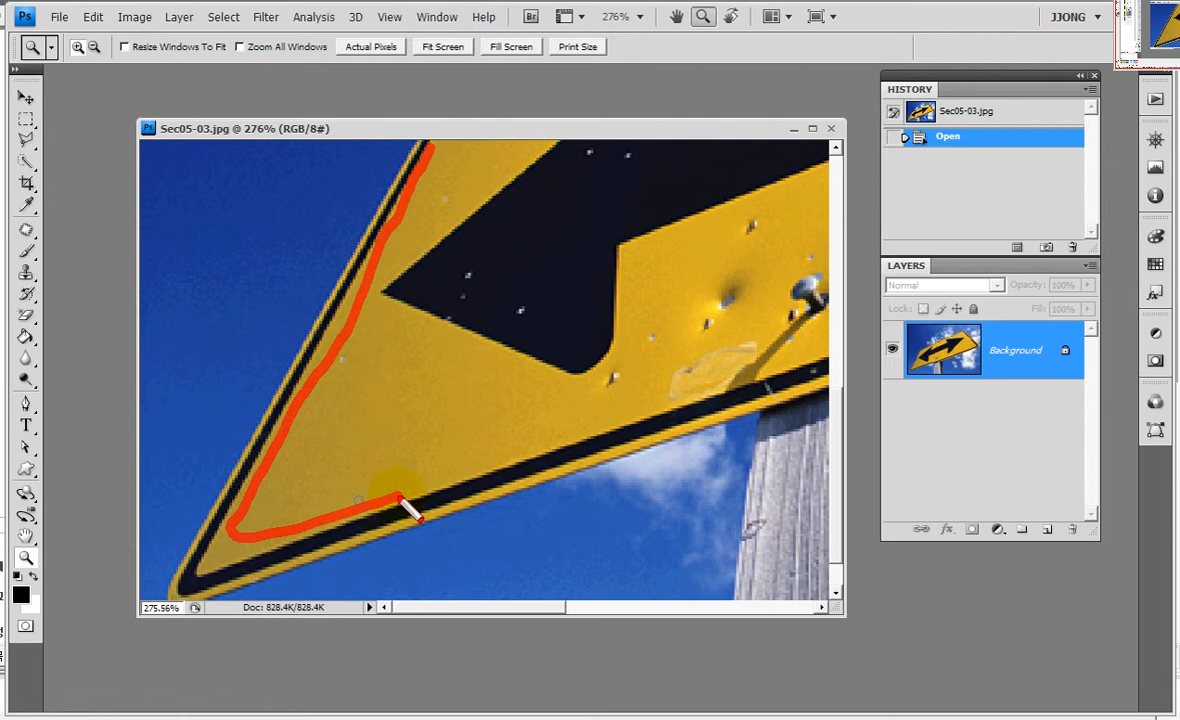 Ps File Edit Image Layer Select Filter Analysis 3D View Window Help Br 276% JJONG
Resize Windows To Fit Zoom All Windows Actual Pixels Fit Screen Fill Screen Print Size
Ps Sec05-03.jpg @ 276% (RGB/8#)
HISTORY
Sec05-03.jpg
Open
LAYERS
Normal Opacity: 100%
Lock: Fill: 100%
Background
fx
T
275.56% Doc: 828.4K/828.4K